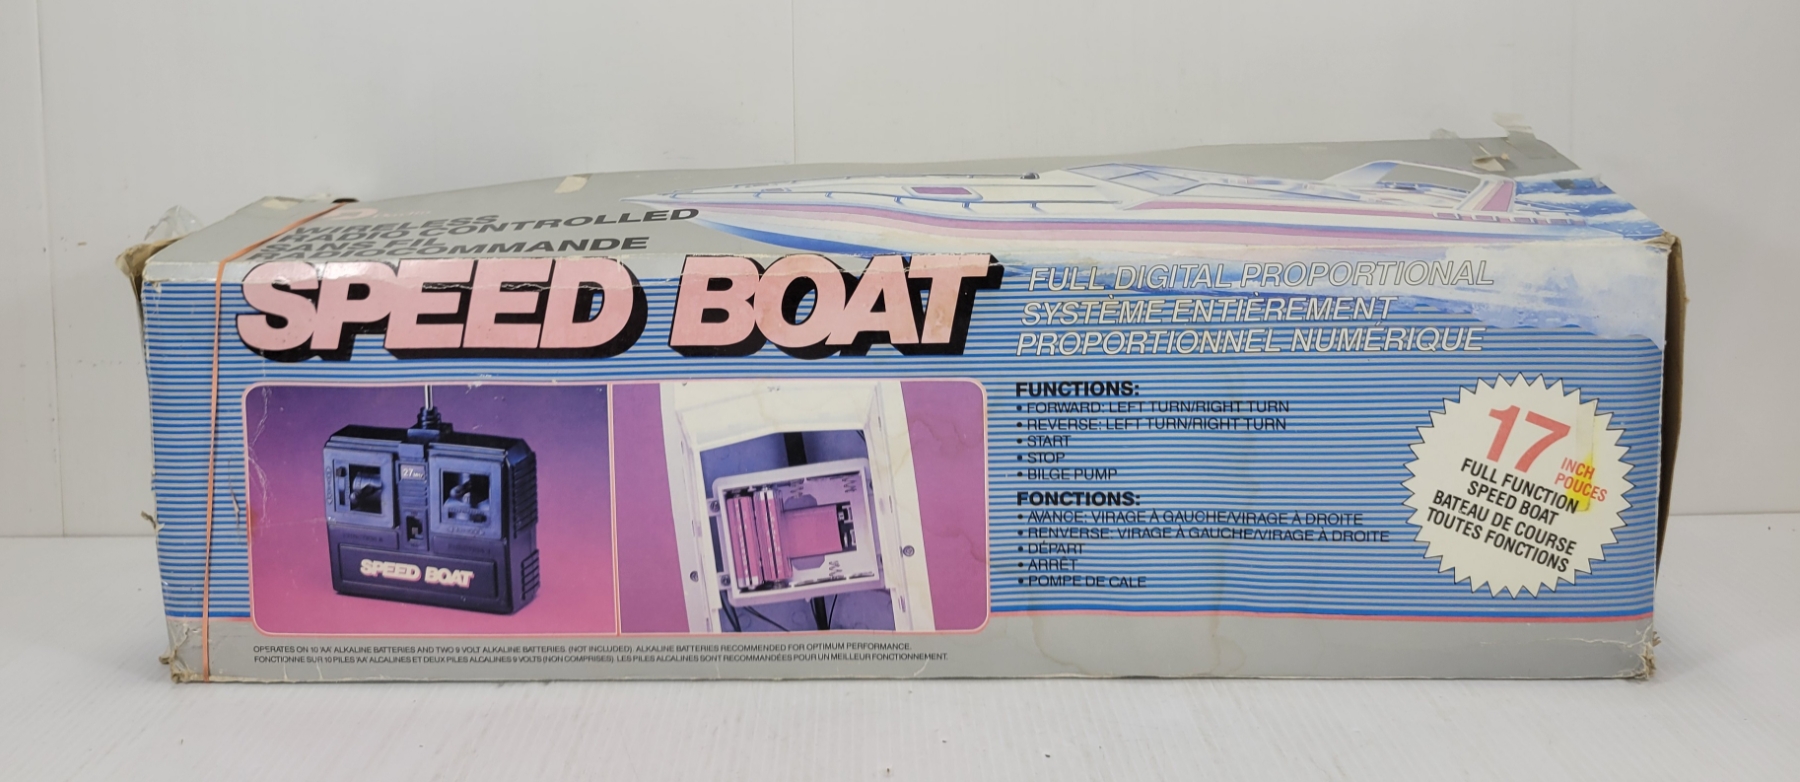 WIRELESS
RADIO CONTROLLED
SANS FIL
RADIOCOMMANDE
SPEED BOAT
FULL DIGITAL PROPORTIONAL
SYSTÈME ENTIÈREMENT
PROPORTIONNEL NUMÉRIQUE
27 MHz
SPEED BOAT
FUNCTIONS:
• FORWARD: LEFT TURN/RIGHT TURN
• REVERSE: LEFT TURN/RIGHT TURN
• START
• STOP
• BILGE PUMP
FONCTIONS:
• AVANCE: VIRAGE À GAUCHE/VIRAGE À DROITE
• RENVERSE: VIRAGE À GAUCHE/VIRAGE À DROITE
• DÉPART
• ARRÊT
• POMPE DE CALE
17 INCH
POUCES
FULL FUNCTION
SPEED BOAT
BATEAU DE COURSE
TOUTES FONCTIONS
OPERATES ON 10 "AA" ALKALINE BATTERIES AND TWO 9 VOLT ALKALINE BATTERIES. (NOT INCLUDED). ALKALINE BATTERIES RECOMMENDED FOR OPTIMUM PERFORMANCE.
FONCTIONNE SUR 10 PILES "AA" ALCALINES ET DEUX PILES ALCALINES 9 VOLTS (NON COMPRISES). LES PILES ALCALINES SONT RECOMMANDÉES POUR UN MEILLEUR FONCTIONNEMENT.